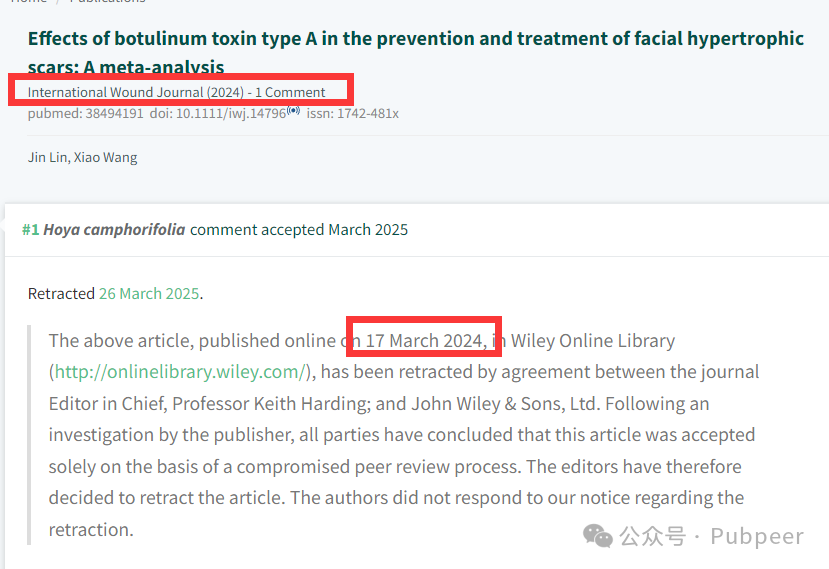 Home / Publications
Effects of botulinum toxin type A in the prevention and treatment of facial hypertrophic
scars: A meta-analysis
International Wound Journal (2024) - 1 Comment
pubmed: 38494191 doi: 10.1111/iwj.14796 issn: 1742-481x
Jin Lin, Xiao Wang
#1 Hoya camphorifolia comment accepted March 2025
Retracted 26 March 2025.
The above article, published online on 17 March 2024, in Wiley Online Library
(http://onlinelibrary.wiley.com/), has been retracted by agreement between the journal
Editor in Chief, Professor Keith Harding; and John Wiley & Sons, Ltd. Following an
investigation by the publisher, all parties have concluded that this article was accepted
solely on the basis of a compromised peer review process. The editors have therefore
decided to retract the article. The authors did not respond to our notice regarding the
retraction.
公众号 · Pubpeer